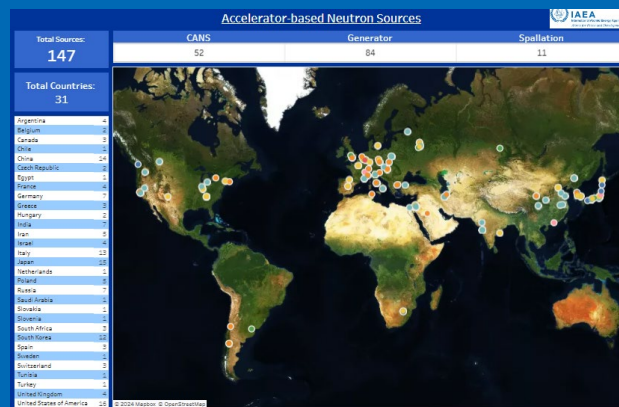 Accelerator-based Neutron Sources
IAEA
Total Sources:
147
CANS
Generator
Spallation
52
84
11
Total Countries:
31
Argentina 4
Belgium 2
Canada 3
Chile 1
China 14
Czech Republic 2
Egypt 1
France 4
Germany 7
Greece 3
Hungary 2
India 7
Iran 5
Israel 4
Italy 13
Japan
Netherlands 1
Poland
Russia 7
Saudi Arabia 1
Slovakia 1
Slovenia 1
South Africa 3
South Korea 12
Spain 3
Sweden 1
Switzerland 3
Tunisia 1
Turkey 1
United Kingdom 4
United States of America 16
© 2024 Mapbox © OpenStreetMap